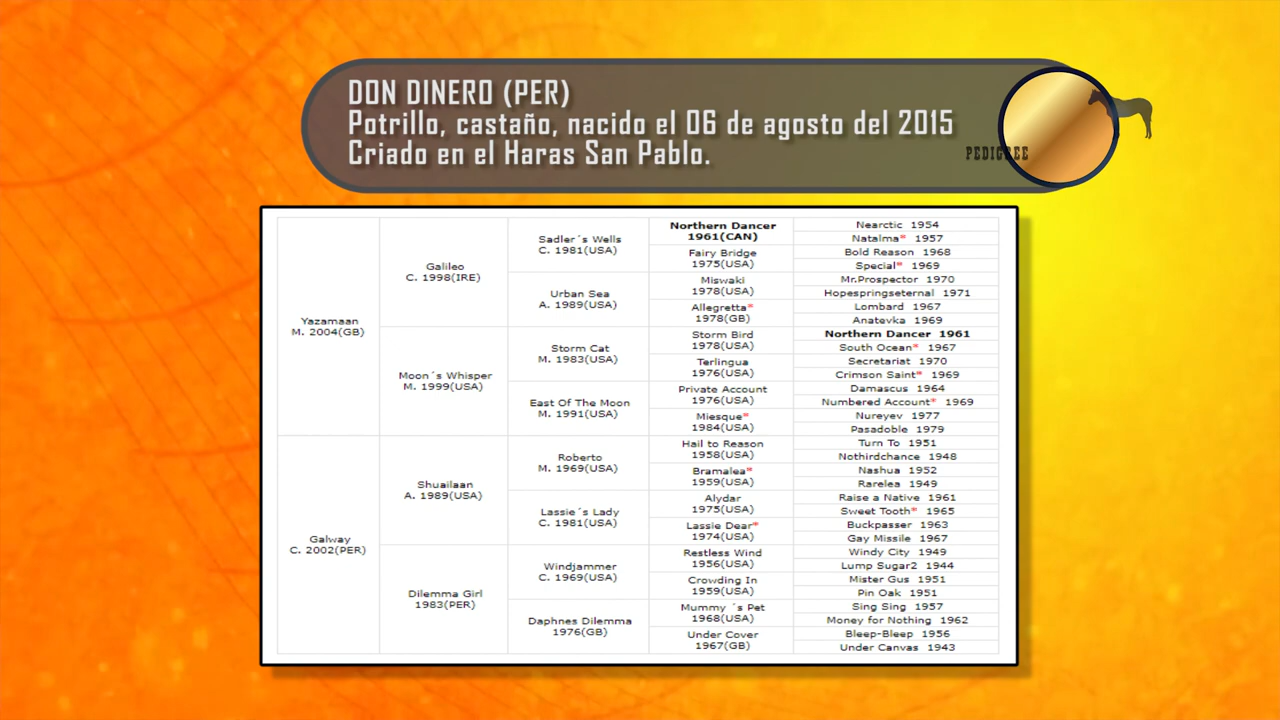 DON DINERO (PER)
Potrillo, castaño, nacido el 06 de agosto del 2015
Criado en el Haras San Pablo.
PEDIGREE
Yazamaan
M. 2004(GB)
Galway
C. 2002(PER)
Galileo
C. 1998(IRE)
Moon´s Whisper
M. 1999(USA)
Shuailaan
A. 1989(USA)
Dilemma Girl
1983(PER)
Sadler´s Wells
C. 1981(USA)
Urban Sea
A. 1989(USA)
Storm Cat
M. 1983(USA)
East Of The Moon
M. 1991(USA)
Roberto
M. 1969(USA)
Lassie´s Lady
C. 1981(USA)
Windjammer
C. 1969(USA)
Daphnes Dilemma
1976(GB)
Northern Dancer
1961(CAN)
Fairy Bridge
1975(USA)
Miswaki
1978(USA)
Allegretta*
1978(GB)
Storm Bird
1978(USA)
Terlingua
1976(USA)
Private Account
1976(USA)
Miesque*
1984(USA)
Hail to Reason
1958(USA)
Bramalea*
1959(USA)
Alydar
1975(USA)
Lassie Dear*
1974(USA)
Restless Wind
1956(USA)
Crowding In
1959(USA)
Mummy ´s Pet
1968(USA)
Under Cover
1967(GB)
Nearctic 1954
Natalma* 1957
Bold Reason 1968
Special* 1969
Mr.Prospector 1970
Hopespringseternal 1971
Lombard 1967
Anatevka 1969
Northern Dancer 1961
South Ocean* 1967
Secretariat 1970
Crimson Saint* 1969
Damascus 1964
Numbered Account* 1969
Nureyev 1977
Pasadoble 1979
Turn To 1951
Nothirdchance 1948
Nashua 1952
Rarelea 1949
Raise a Native 1961
Sweet Tooth* 1965
Buckpasser 1963
Gay Missile 1967
Windy City 1949
Lump Sugar2 1944
Mister Gus 1951
Pin Oak 1951
Sing Sing 1957
Money for Nothing 1962
Bleep-Bleep 1956
Under Canvas 1943